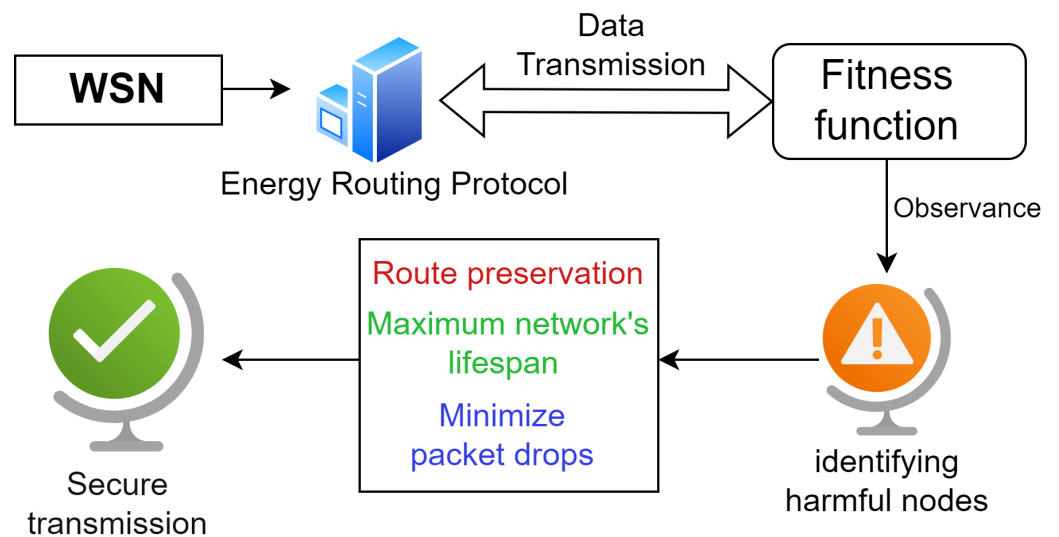 WSN
Energy Routing Protocol
Data
Transmission
Fitness
function
Observance
identifying
harmful nodes
Route preservation
Maximum network's
lifespan
Minimize
packet drops
Secure
transmission